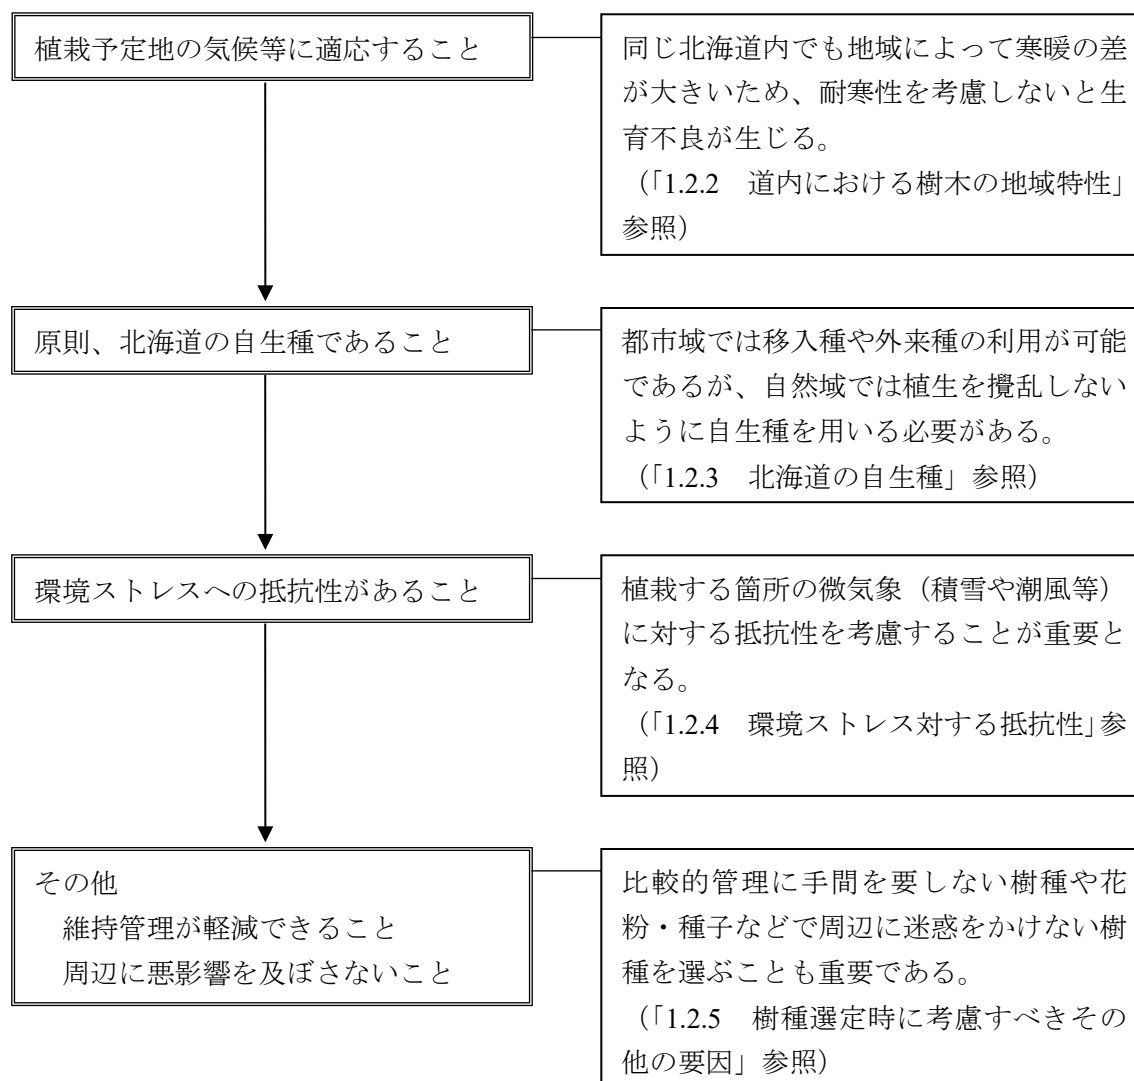 植栽予定地の気候等に適応すること
同じ北海道内でも地域によって寒暖の差
が大きいため、耐寒性を考慮しないと生
育不良が生じる。
（「1.2.2　道内における樹木の地域特性」
参照）
原則、北海道の自生種であること
都市域では移入種や外来種の利用が可能
であるが、自然域では植生を攪乱しない
ように自生種を用いる必要がある。
（「1.2.3　北海道の自生種」参照）
環境ストレスへの抵抗性があること
植栽する箇所の微気象（積雪や潮風等）
に対する抵抗性を考慮することが重要と
なる。
（「1.2.4　環境ストレス対する抵抗性」参
照）
その他
維持管理が軽減できること
周辺に悪影響を及ぼさないこと
比較的管理に手間を要しない樹種や花
粉・種子などで周辺に迷惑をかけない樹
種を選ぶことも重要である。
（「1.2.5　樹種選定時に考慮すべきその
他の要因」参照）